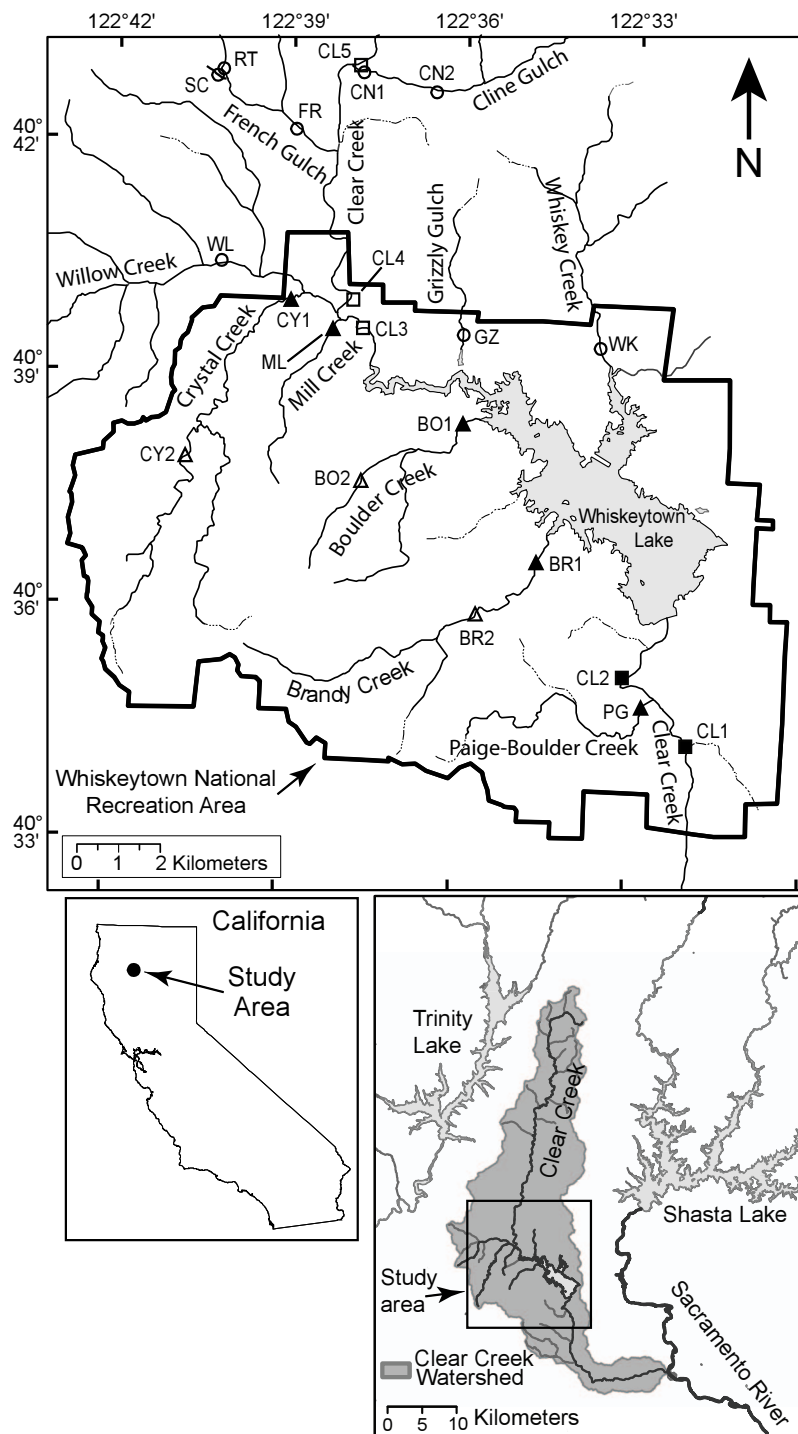 122°42'
122°39'
122°36'
122°33'
CL5
RT
SC
CN1
CN2
Cline Gulch
FR
French Gulch
40°
42'
N
Clear Creek
Grizzly Gulch
Whiskey Creek
WL
Willow Creek
CL4
CY1
CL3
ML
GZ
WK
Crystal Creek
Mill Creek
40°
39'
BO1
CY2
BO2
Boulder Creek
Whiskeytown
Lake
BR1
40°
36'
BR2
Brandy Creek
CL2
PG
CL1
Paige-Boulder Creek
Clear Creek
Whiskeytown National
Recreation Area
40°
33'
0 1 2 Kilometers
California
Study
Area
Trinity
Lake
Clear Creek
Shasta Lake
Study
area
Sacramento River
Clear Creek
Watershed
0 5 10 Kilometers